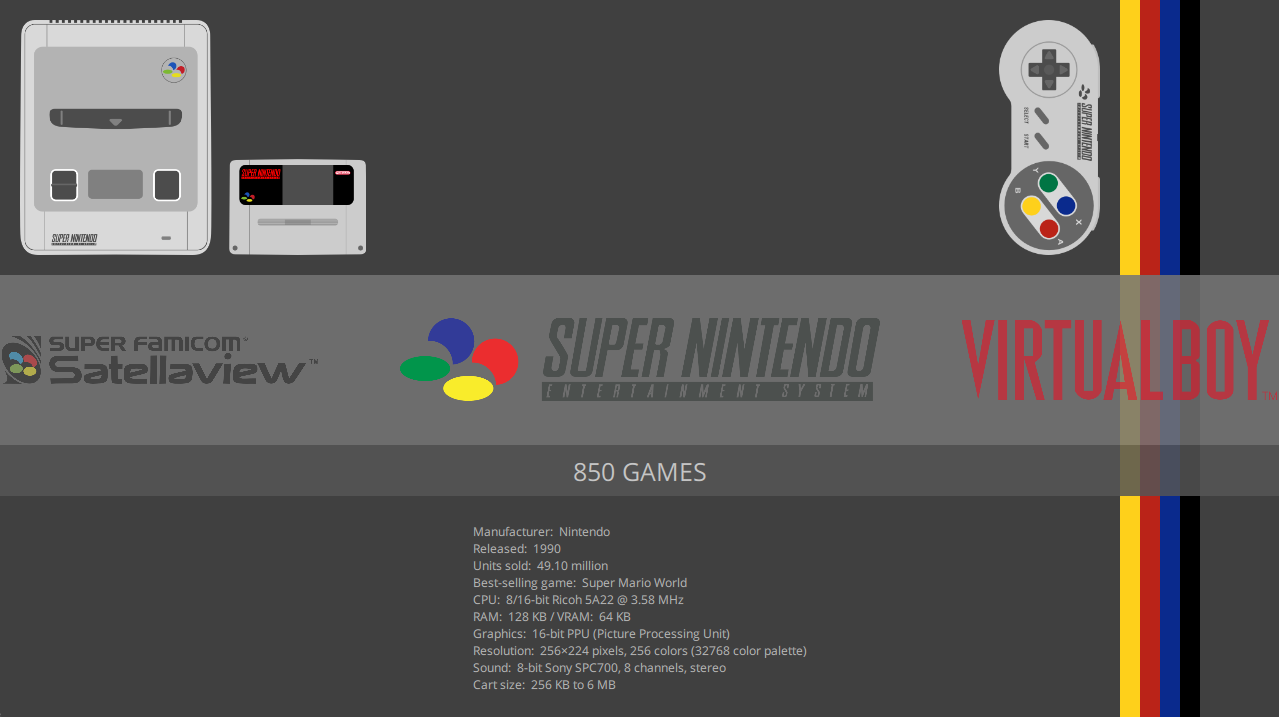 SUPER NINTENDO
SUPER NINTENDO
SELECT
START
SUPER NINTENDO
Y
B
X
A
SUPER FAMICOM
Satellaview™
SUPER NINTENDO
ENTERTAINMENT SYSTEM
VIRTUAL BOY TM
850 GAMES
Manufacturer: Nintendo
Released: 1990
Units sold: 49.10 million
Best-selling game: Super Mario World
CPU: 8/16-bit Ricoh 5A22 @ 3.58 MHz
RAM: 128 KB / VRAM: 64 KB
Graphics: 16-bit PPU (Picture Processing Unit)
Resolution: 256×224 pixels, 256 colors (32768 color palette)
Sound: 8-bit Sony SPC700, 8 channels, stereo
Cart size: 256 KB to 6 MB